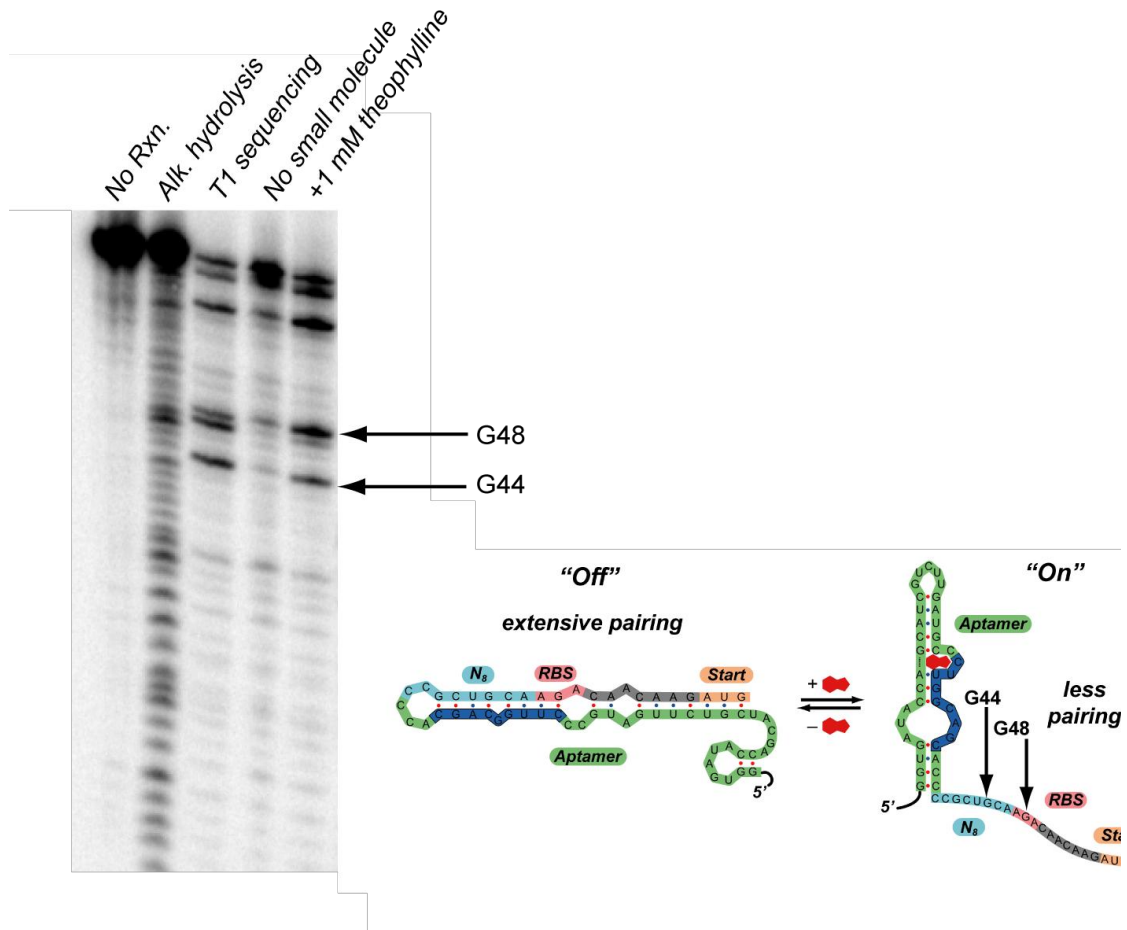 No Rxn.
Alk. hydrolysis
T1 sequencing
No small molecule
+1 mM theophylline
G48
G44
“Off”
extensive pairing
N8
RBS
Start
Aptamer
5’
+
–
“On”
Aptamer
less
pairing
G44
G48
5’
N8
RBS
Sta